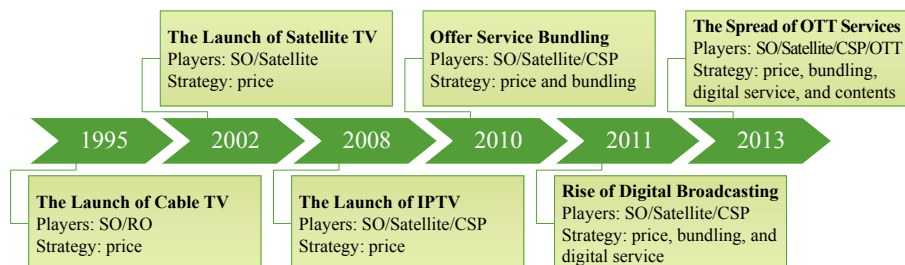 The Launch of Satellite TV
Players: SO/Satellite
Strategy: price
Offer Service Bundling
Players: SO/Satellite/CSP
Strategy: price and bundling
The Spread of OTT Services
Players: SO/Satellite/CSP/OTT
Strategy: price, bundling,
digital service, and contents
1995
2002
2008
2010
2011
2013
The Launch of Cable TV
Players: SO/RO
Strategy: price
The Launch of IPTV
Players: SO/Satellite/CSP
Strategy: price
Rise of Digital Broadcasting
Players: SO/Satellite/CSP
Strategy: price, bundling, and
digital service